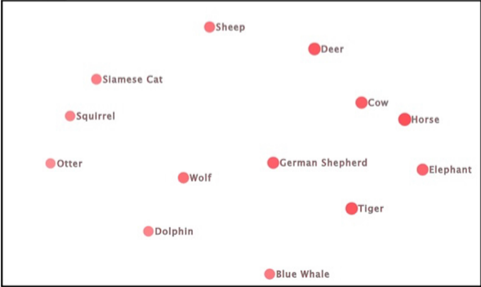 Sheep
Deer
Siamese Cat
Cow
Squirrel
Horse
Otter
German Shepherd
Elephant
Wolf
Tiger
Dolphin
Blue Whale